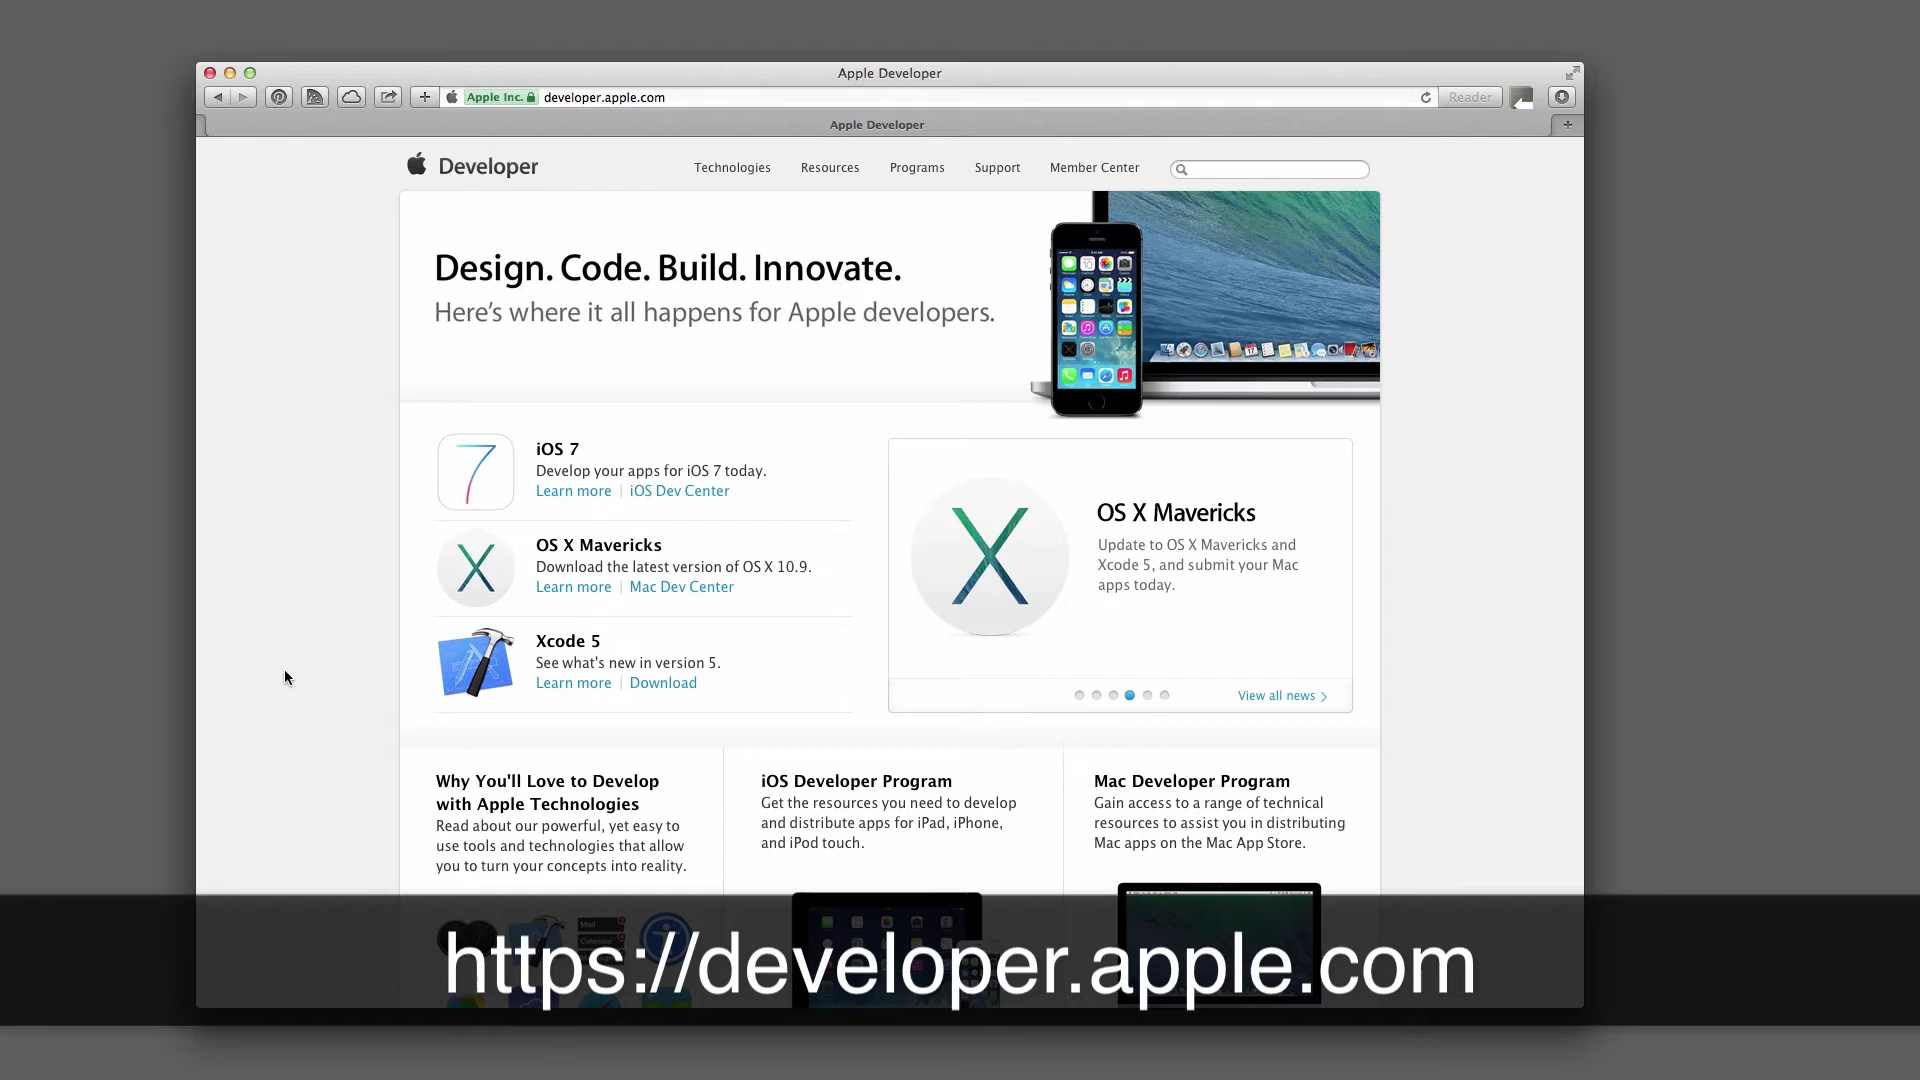 Apple Developer
Apple Inc. developer.apple.com
Reader
Apple Developer
Developer
Technologies Resources Programs Support Member Center
Design. Code. Build. Innovate.
Here's where it all happens for Apple developers.
iOS 7
Develop your apps for iOS 7 today.
Learn more | iOS Dev Center
OS X Mavericks
Download the latest version of OS X 10.9.
Learn more | Mac Dev Center
Xcode 5
See what's new in version 5.
Learn more | Download
OS X Mavericks
Update to OS X Mavericks and
Xcode 5, and submit your Mac
apps today.
View all news
Why You'll Love to Develop
with Apple Technologies
Read about our powerful, yet easy to
use tools and technologies that allow
you to turn your concepts into reality.
iOS Developer Program
Get the resources you need to develop
and distribute apps for iPad, iPhone,
and iPod touch.
Mac Developer Program
Gain access to a range of technical
resources to assist you in distributing
Mac apps on the Mac App Store.
Mail
Calendar
https://developer.apple.com